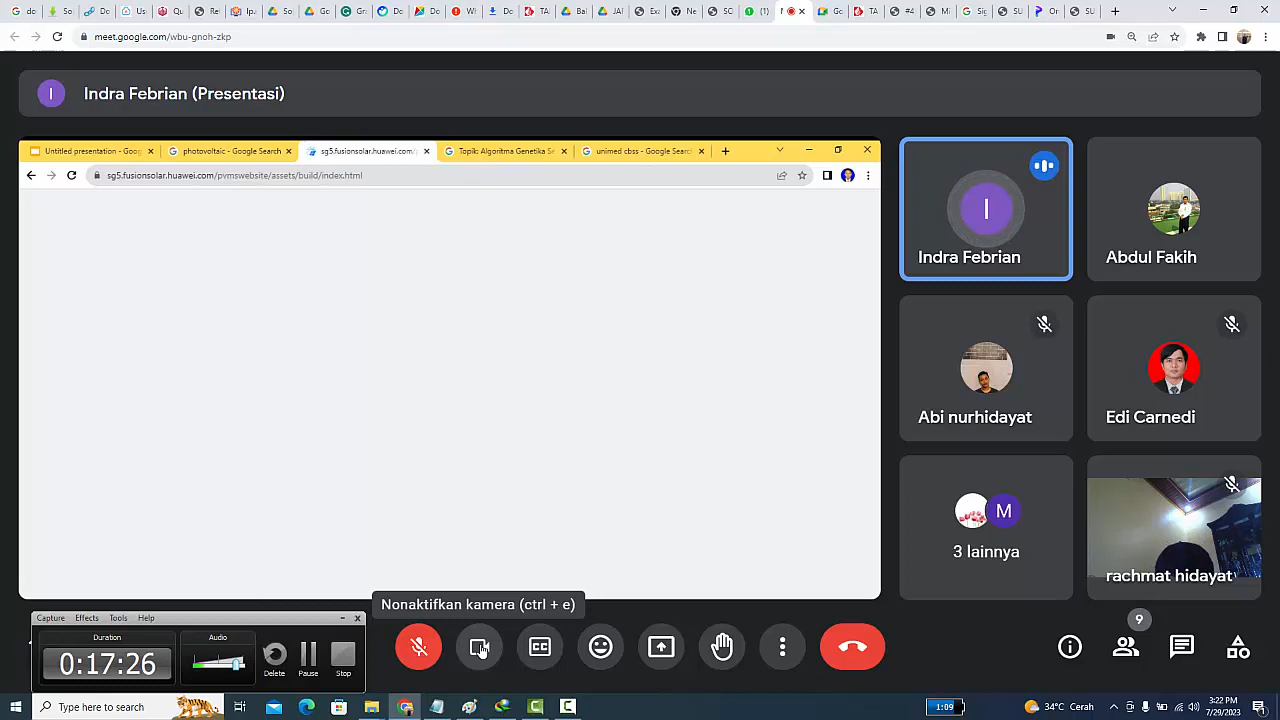 meet.google.com/wbu-gnoh-zkp
I
Indra Febrian (Presentasi)
Untitled presentation - Goo
photovoltaic - Google Search
sg5.fusionsolar.huawei.com/
Topik: Algoritma Genetika Se
unimed cbss - Google Search
sg5.fusionsolar.huawei.com/pvmswebsite/assets/build/index.html
I
Indra Febrian
Abdul Fakih
Abi nurhidayat
Edi Carnedi
M
3 lainnya
rachmat hidayat
Nonaktifkan kamera (ctrl + e)
Capture Effects Tools Help
Duration
Audio
0:17:26
Delete
Pause
Stop
9
Type here to search
1:09
34°C Cerah
3:22 PM
7/29/2023